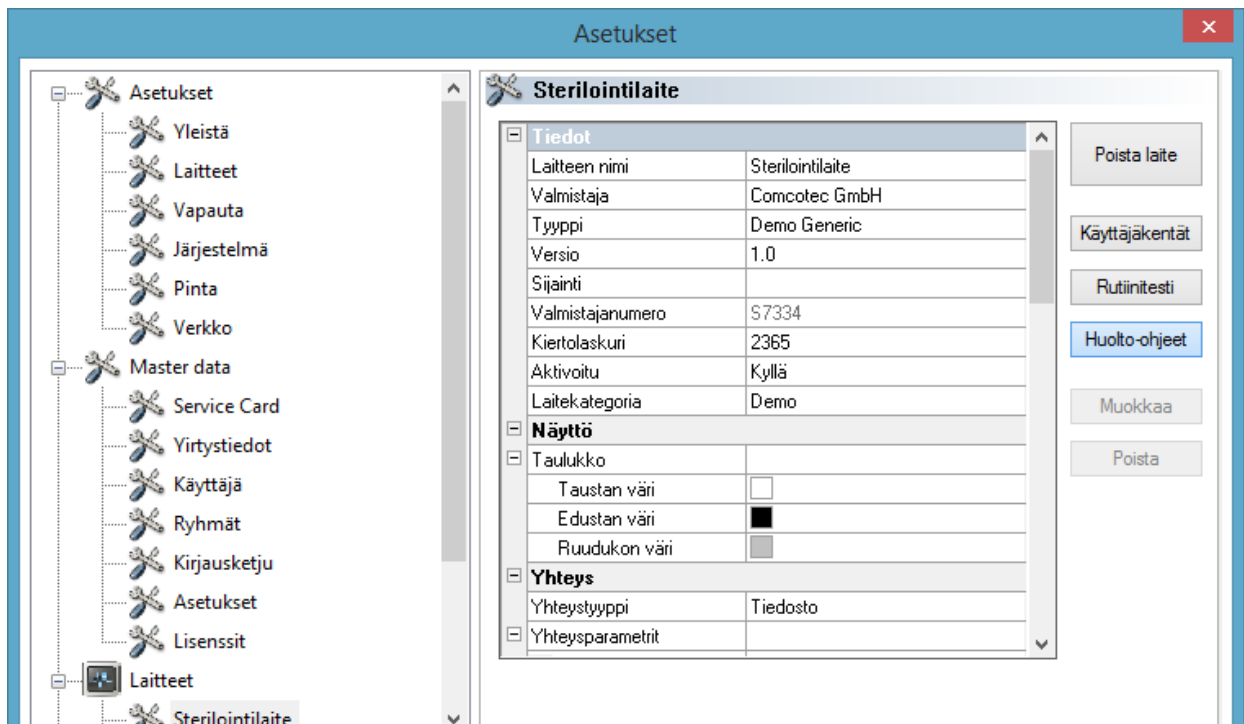 Asetukset
Asetukset
Yleistä
Laitteet
Vapauta
Järjestelmä
Pinta
Verkko
Master data
Service Card
Yirtystiedot
Käyttäjä
Ryhmät
Kirjausketju
Asetukset
Lisenssit
Laitteet
Sterilointilaite
Sterilointilaite
Tiedot
Laitteen nimi Sterilointilaite
Valmistaja Comcotec GmbH
Tyyppi Demo Generic
Versio 1.0
Sijainti
Valmistajanumero S7334
Kiertolaskuri 2365
Aktivoitu Kyllä
Laitekategoria Demo
Näyttö
Taulukko
Taustan väri
Edustan väri
Ruudukon väri
Yhteys
Yhteystyyppi Tiedosto
Yhteysparametrit
Poista laite
Käyttäjäkentät
Rutiinitesti
Huolto-ohjeet
Muokkaa
Poista